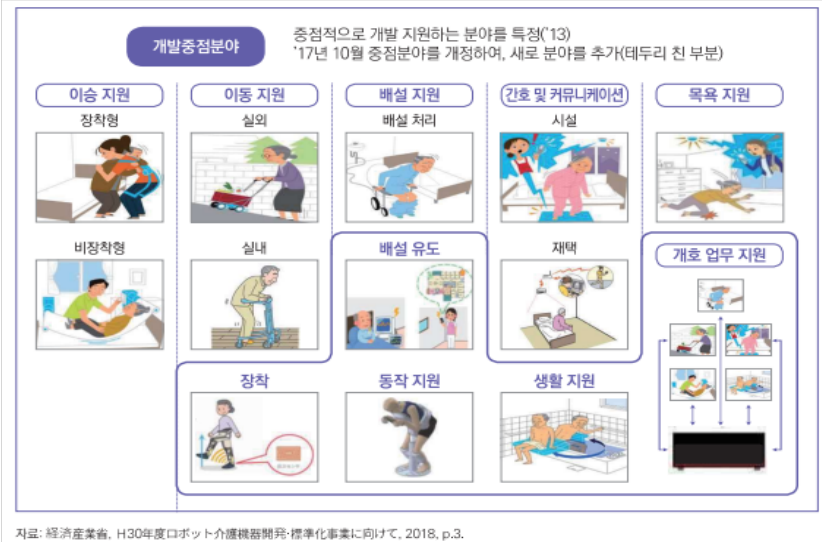 개발중점분야
중점적으로 개발 지원하는 분야를 특정('13)
'17년 10월 중점분야를 개정하여, 새로 분야를 추가(테두리 친 부분)
이승 지원
이동 지원
배설 지원
간호 및 커뮤니케이션
목욕 지원
장착형
실외
배설 처리
시설
비장착형
실내
배설 유도
재택
개호 업무 지원
장착
동작 지원
생활 지원
자료: 経済産業省, H30年度ロボット介護機器開発·標準化事業に向けて, 2018, p.3.